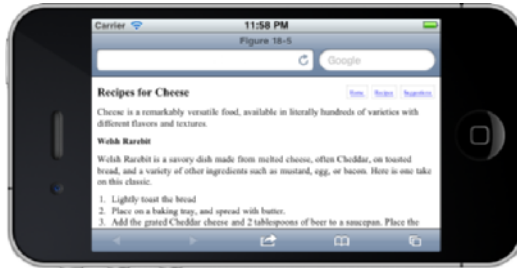 Carrier 11:58 PM
Figure 18-5
Google
Recipes for Cheese Home Recipes Suggestions
Cheese is a remarkably versatile food, available in literally hundreds of varieties with
different flavors and textures.
Welsh Rarebit
Welsh Rarebit is a savory dish made from melted cheese, often Cheddar, on toasted
bread, and a variety of other ingredients such as mustard, egg, or bacon. Here is one take
on this classic.
1. Lightly toast the bread
2. Place on a baking tray, and spread with butter.
3. Add the grated Cheddar cheese and 2 tablespoons of beer to a saucepan. Place the